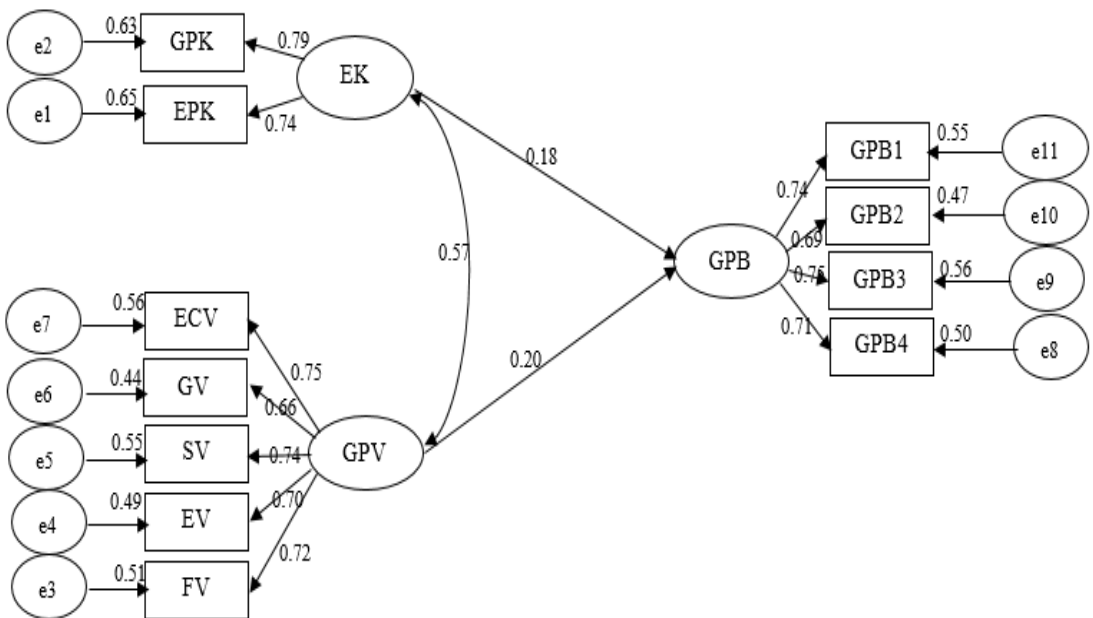 e2
0.63
GPK
0.79
EK
e1
0.65
EPK
0.74
0.18
0.57
GPB
0.74
GPB1
0.55
e11
0.69
GPB2
0.47
e10
0.75
GPB3
0.56
e9
0.71
GPB4
0.50
e8
0.20
e7
0.56
ECV
0.75
e6
0.44
GV
0.66
e5
0.55
SV
0.74
GPV
e4
0.49
EV
0.70
e3
0.51
FV
0.72